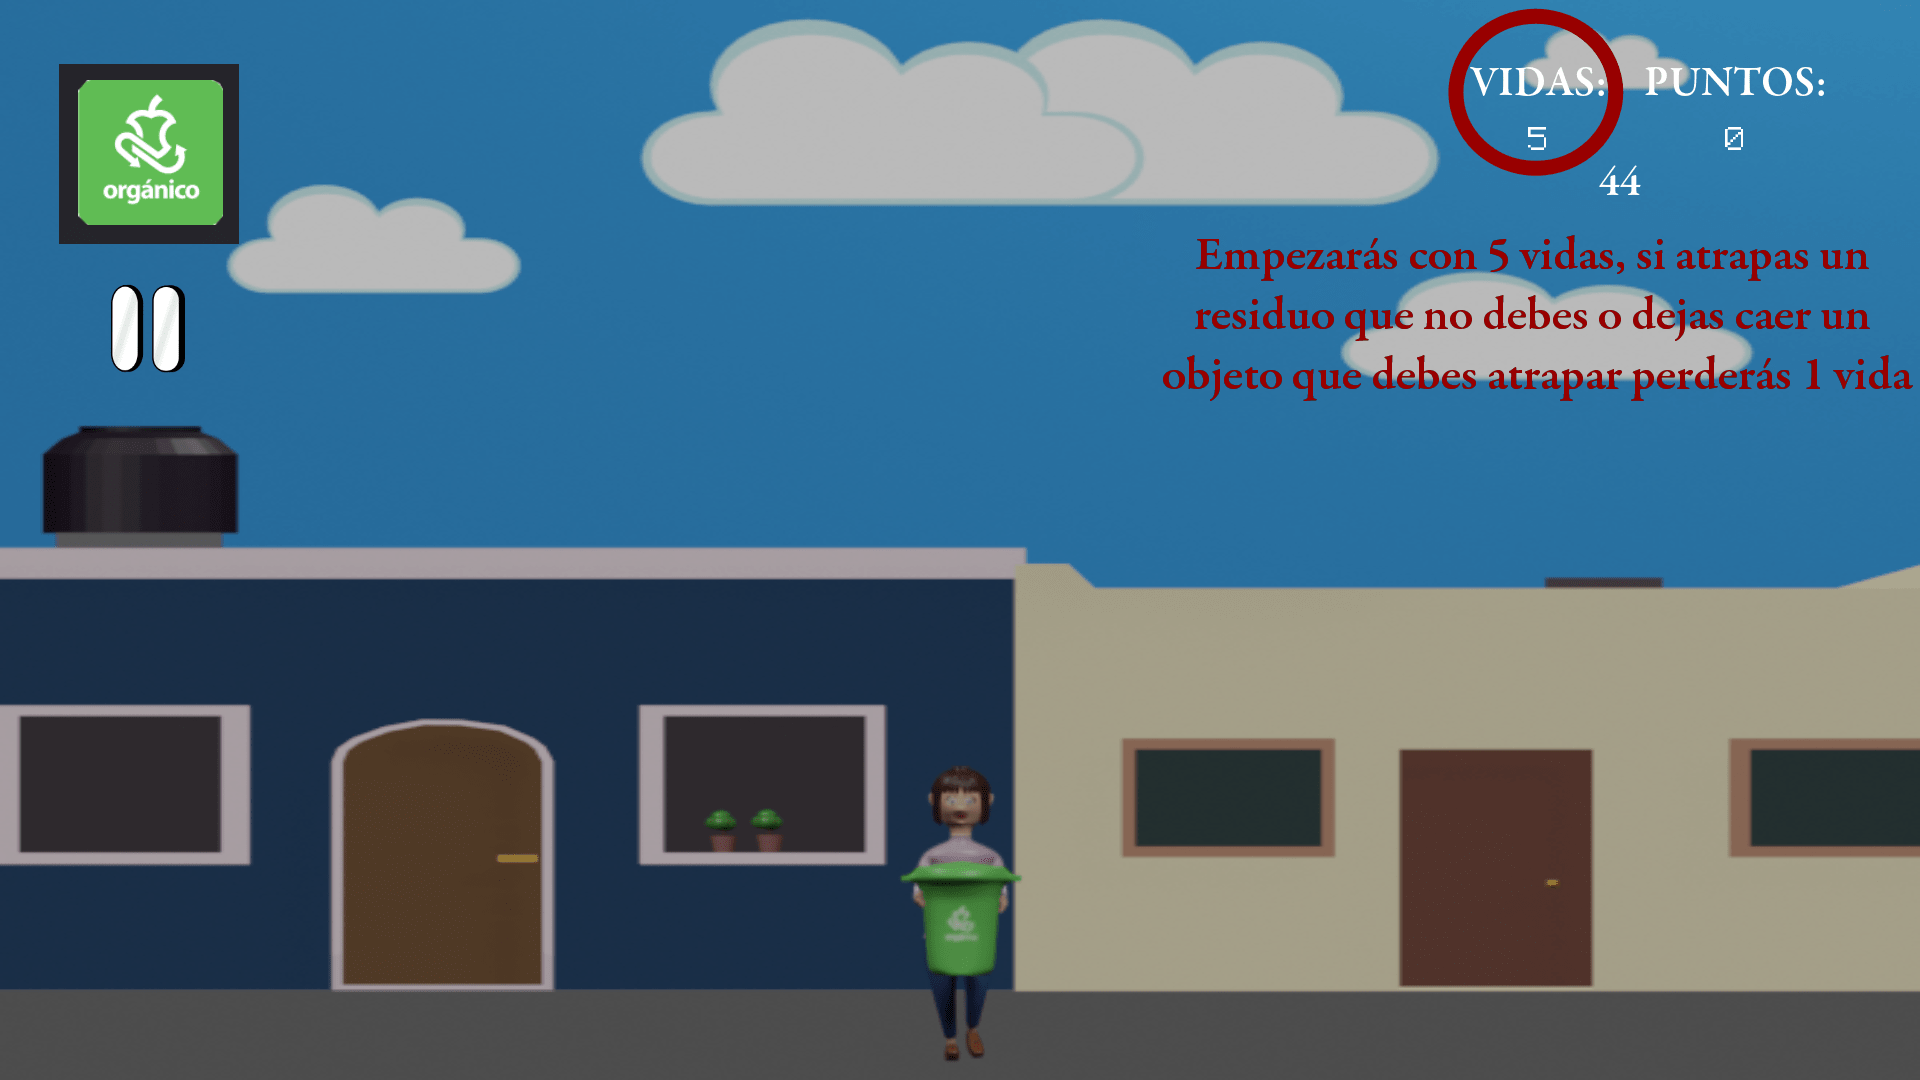 orgánico
VIDAS: PUNTOS:
5 0
44
Empezarás con 5 vidas, si atrapas un
residuo que no debes o dejas caer un
objeto que debes atrapar perderás 1 vida
orgánico